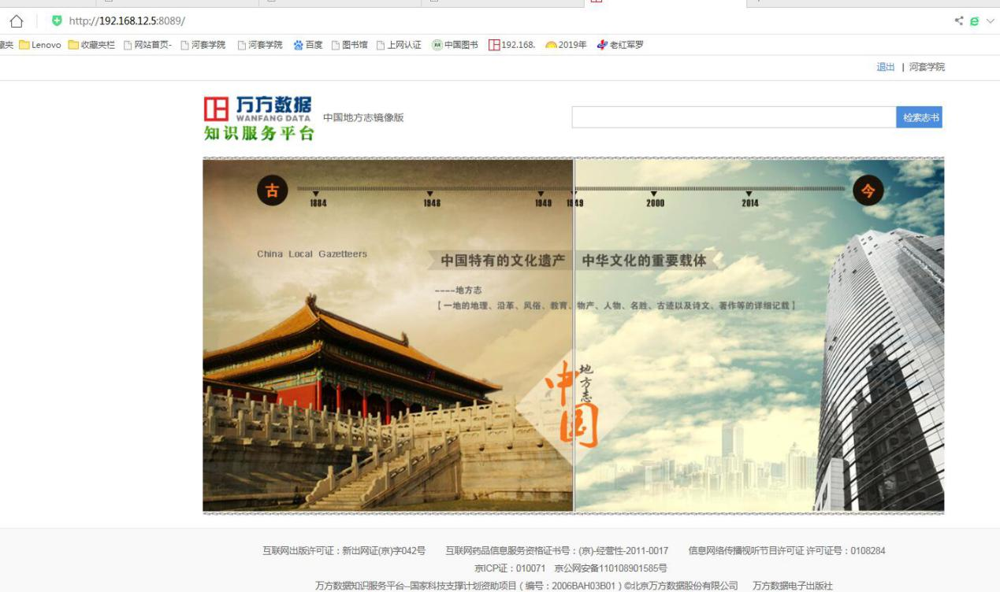 http://192.168.12.5:8089/
藏夹 Lenovo 收藏夹栏 网站首页- 河套学院 河套学院 百度 图书馆 上网认证 中国图书 192.168. 2019年 老红军罗
退出 | 河套学院
万方数据
WANFANG DATA
知识服务平台
中国地方志镜像版
检索志书
古 今
1884 1948 1949 1949 2000 2014
China Local Gazetteers
中国特有的文化遗产 中华文化的重要载体
----地方志
【一地的地理、沿革、风俗、教育、物产、人物、名胜、古迹以及诗文、著作等的详细记载】
中国
地方志
互联网出版许可证：新出网证(京)字042号 互联网药品信息服务资格证书号：(京)-经营性-2011-0017 信息网络传播视听节目许可证 许可证号：0108284
京ICP证：010071 京公网安备110108901585号
万方数据知识服务平台--国家科技支撑计划资助项目（编号：2006BAH03B01）©北京万方数据股份有限公司 万方数据电子出版社